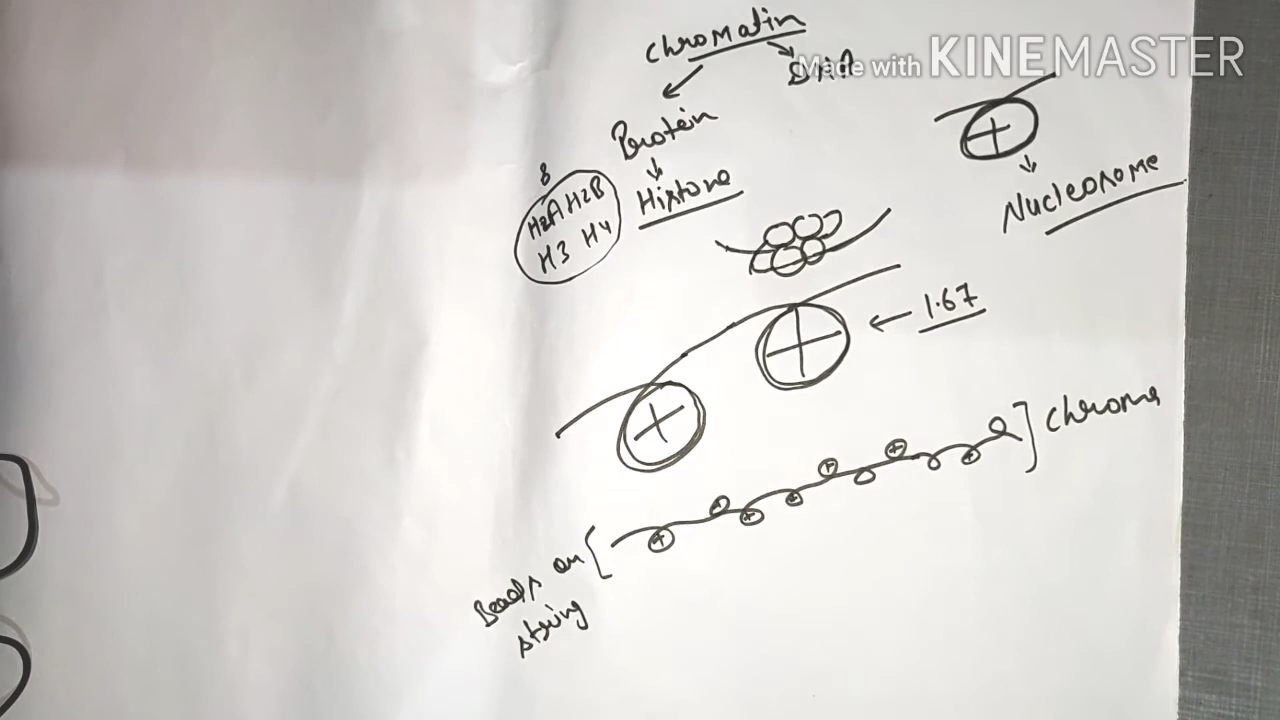 chromatin
DNA
Made with KINEMASTER
Protein
Histone
8
H2A H2B
H3 H4
Nucleosome
1.67
chroma
Beads on
string